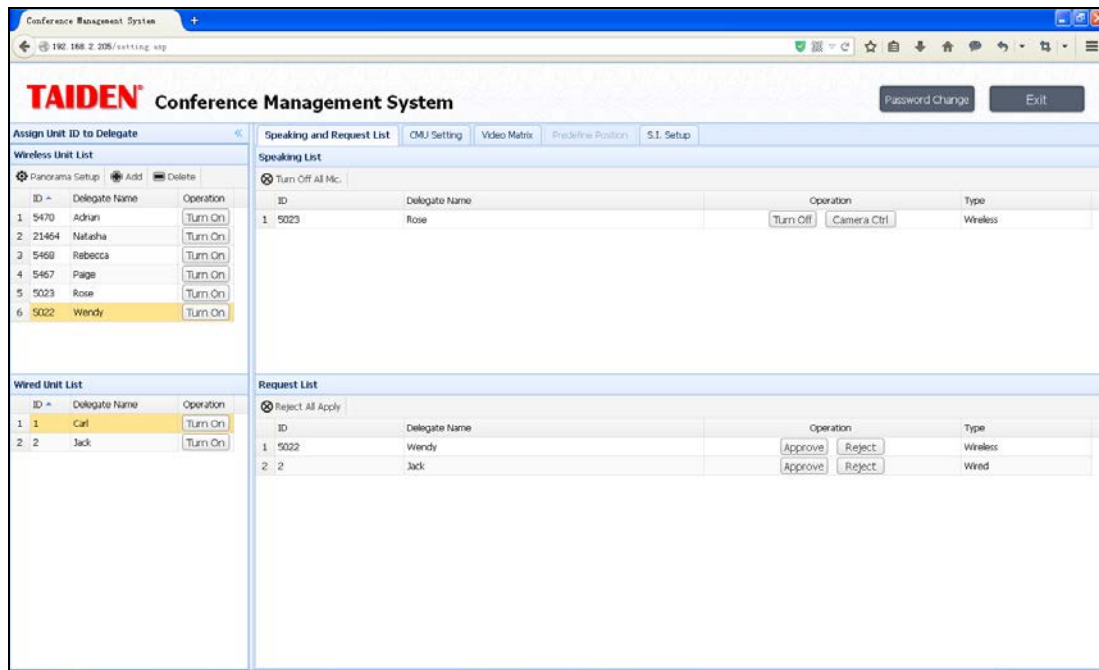 Conference Management System
192.168.2.205/setting.asp
TAIDEN® Conference Management System
Password Change Exit
Assign Unit ID to Delegate
Speaking and Request List CMU Setting Video Matrix Predefine Position S.I. Setup
Wireless Unit List
Panorama Setup Add Delete
ID Delegate Name Operation
1 5470 Adrian Turn On
2 21464 Natasha Turn On
3 5468 Rebecca Turn On
4 5467 Paige Turn On
5 5023 Rose Turn On
6 5022 Wendy Turn On
Speaking List
Turn Off All Mic.
ID Delegate Name Operation Type
1 5023 Rose Turn Off Camera Ctrl Wireless
Wired Unit List
ID Delegate Name Operation
1 1 Carl Turn On
2 2 Jack Turn On
Request List
Reject All Apply
ID Delegate Name Operation Type
1 5022 Wendy Approve Reject Wireless
2 2 Jack Approve Reject Wired